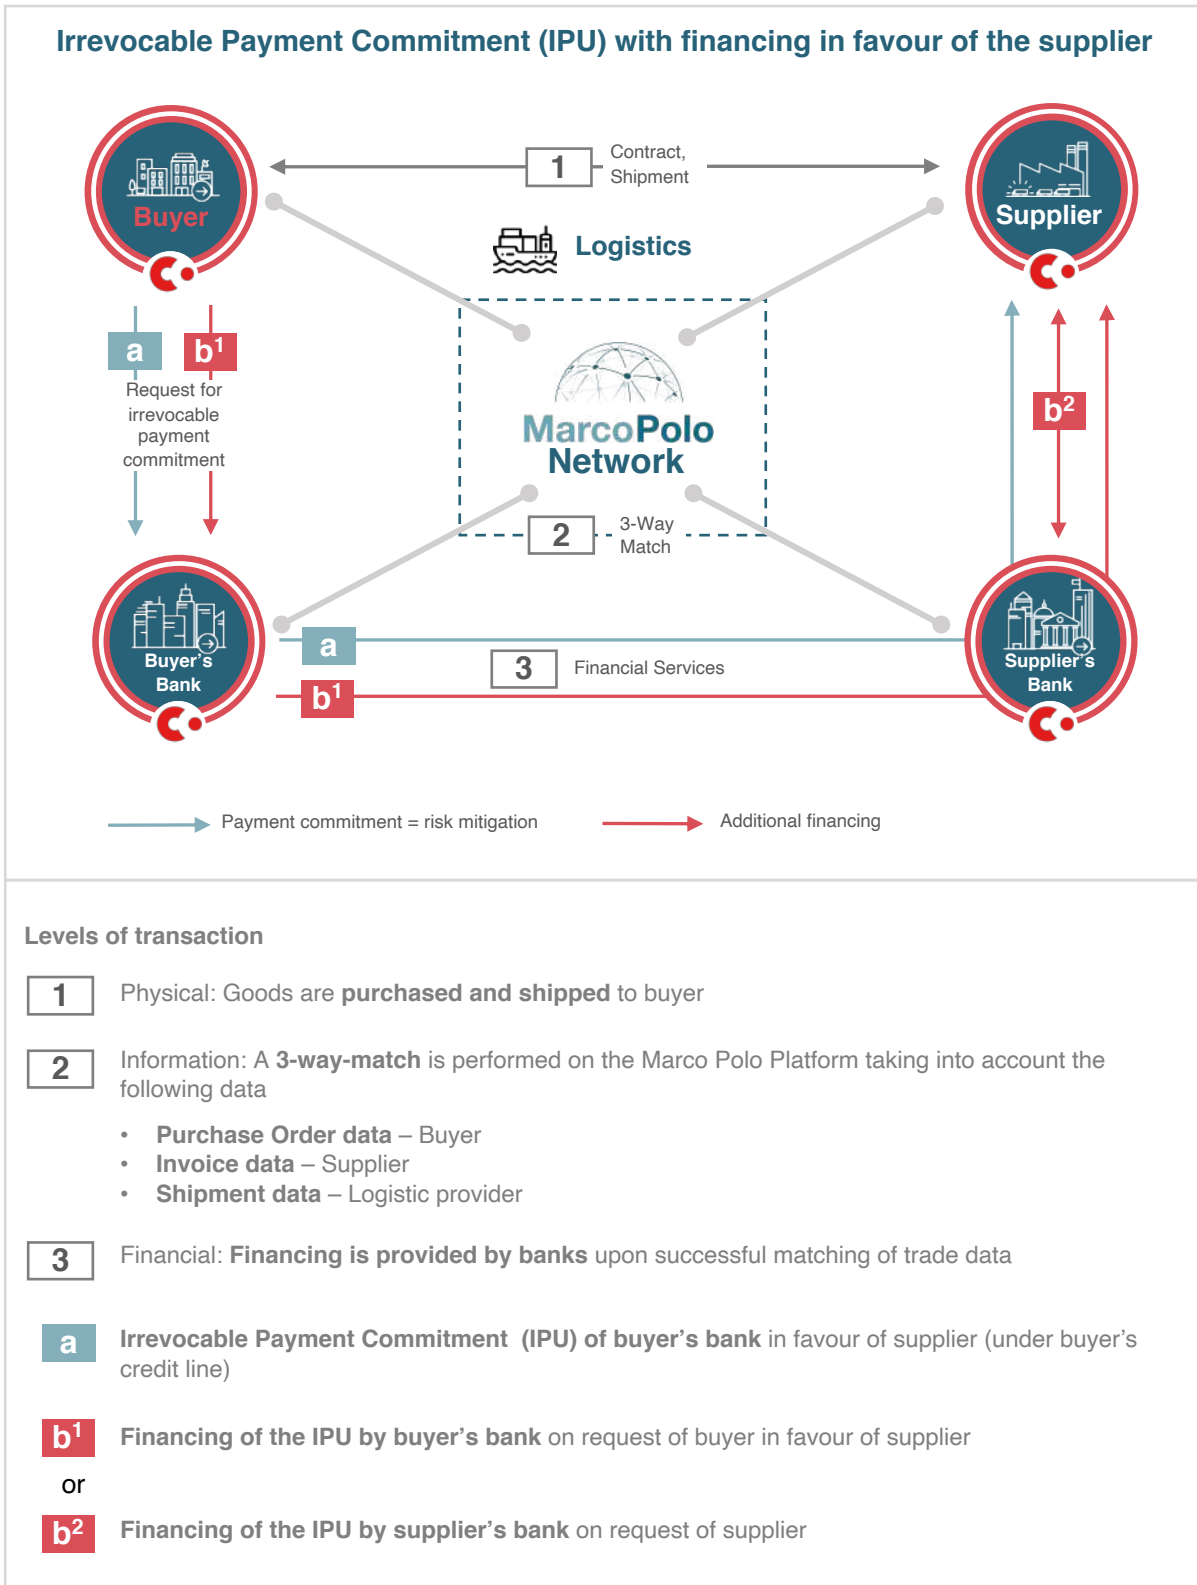 Irrevocable Payment Commitment (IPU) with financing in favour of the supplier
Buyer
1
Contract,
Shipment
Supplier
Logistics
a
b¹
Request for
irrevocable
payment
commitment
MarcoPolo
Network
b²
2
3-Way
Match
Buyer's
Bank
a
3
Financial Services
b¹
Supplier's
Bank
Payment commitment = risk mitigation
Additional financing
Levels of transaction
1
Physical: Goods are purchased and shipped to buyer
2
Information: A 3-way-match is performed on the Marco Polo Platform taking into account the
following data
• Purchase Order data – Buyer
• Invoice data – Supplier
• Shipment data – Logistic provider
3
Financial: Financing is provided by banks upon successful matching of trade data
a
Irrevocable Payment Commitment (IPU) of buyer's bank in favour of supplier (under buyer's
credit line)
b¹
Financing of the IPU by buyer's bank on request of buyer in favour of supplier
or
b²
Financing of the IPU by supplier's bank on request of supplier